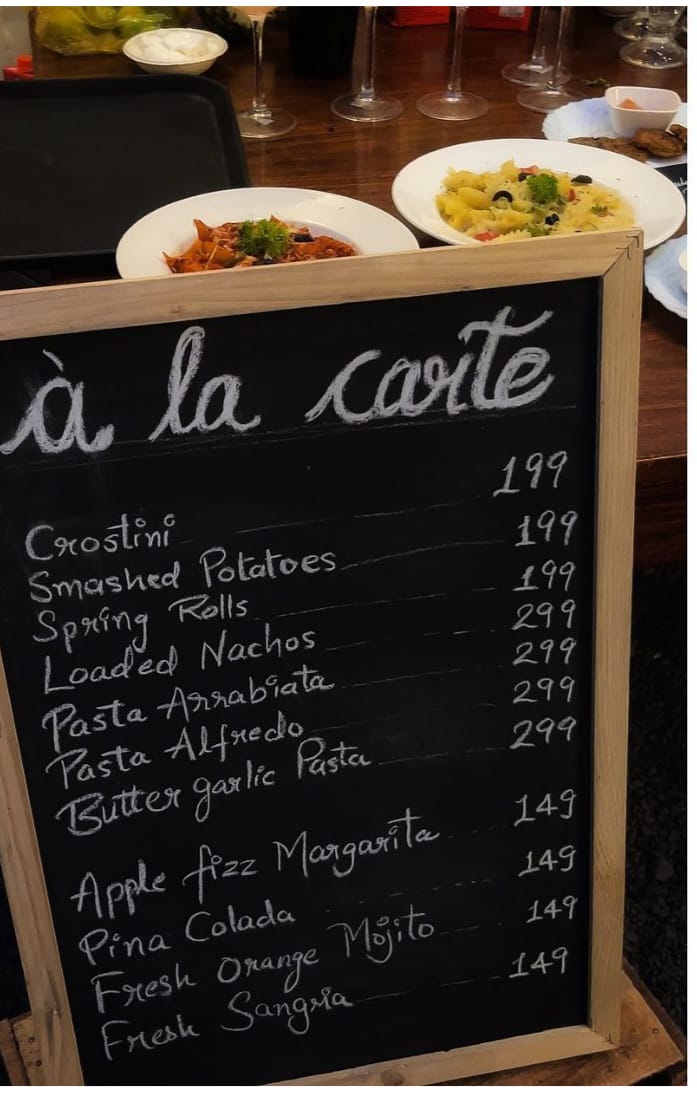 à la carte
Crostini 199
Smashed Potatoes 199
Spring Rolls 199
Loaded Nachos 299
Pasta Arrabiata 299
Pasta Alfredo 299
Butter garlic Pasta 299
Apple fizz Margarita 149
Pina Colada 149
Fresh Orange Mojito 149
Fresh Sangria 149